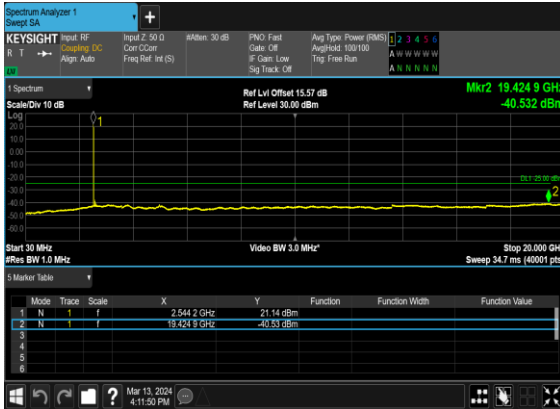 Spectrum Analyzer 1
Swept SA
+
KEYSIGHT Input: RF Input Z: 50 Ω #Atten: 30 dB PNO: Fast Avg Type: Power (RMS) 1 2 3 4 5 6
R T Coupling: DC Corr CCorr Gate: Off Avg|Hold: 100/100 A W W W W W
Align: Auto Freq Ref: Int (S) IF Gain: Low Trig: Free Run
Sig Track: Off A N N N N N
1 Spectrum Ref Lvl Offset 15.57 dB Mkr2 19.424 9 GHz
Scale/Div 10 dB Ref Level 30.00 dBm -40.532 dBm
Log
20.0
10.0
0.00
-10.0
-20.0
-30.0
-40.0
-50.0
-60.0
1
2
Start 30 MHz Video BW 3.0 MHz* Stop 20.000 GH
#Res BW 1.0 MHz Sweep 34.7 ms (40001 pts
5 Marker Table
Mode Trace Scale X Y Function Function Width Function Value
1 N 1 f 2.544 2 GHz 21.14 dBm
2 N 1 f 19.424 9 GHz -40.53 dBm
3
4
5
6
? Mar 13, 2024
4:11:50 PM